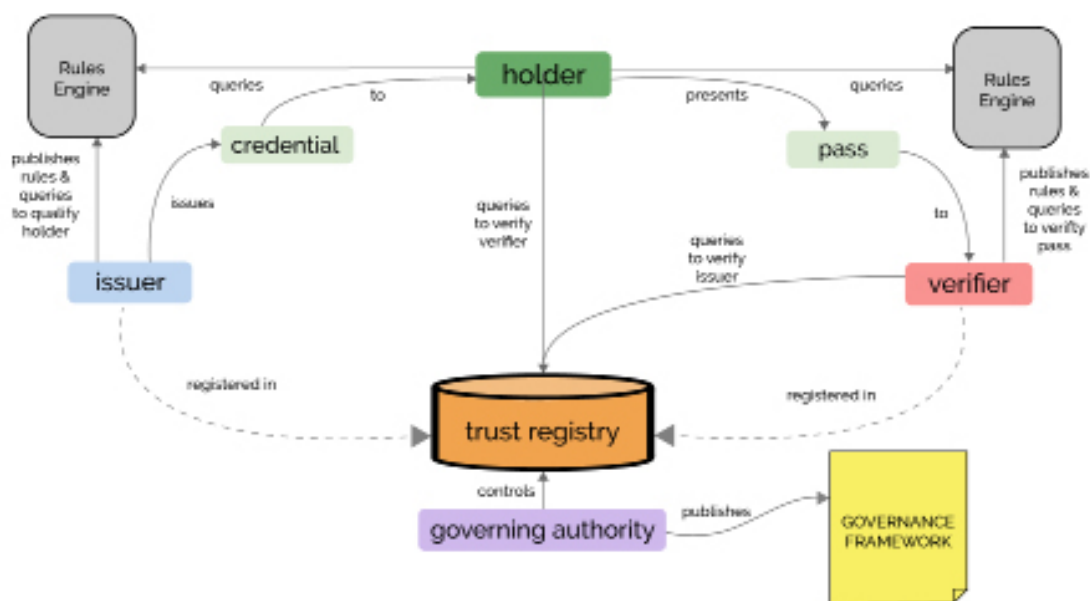 Rules
Engine
queries
holder
queries
Rules
Engine
to
presents
credential
pass
publishes
rules &
queries
to qualify
holder
issues
queries
to verify
verifier
to
publishes
rules &
queries
to verifty
pass
queries
to verify
issuer
issuer
verifier
registered in
registered in
trust registry
controls
governing authority
publishes
GOVERNANCE
FRAMEWORK